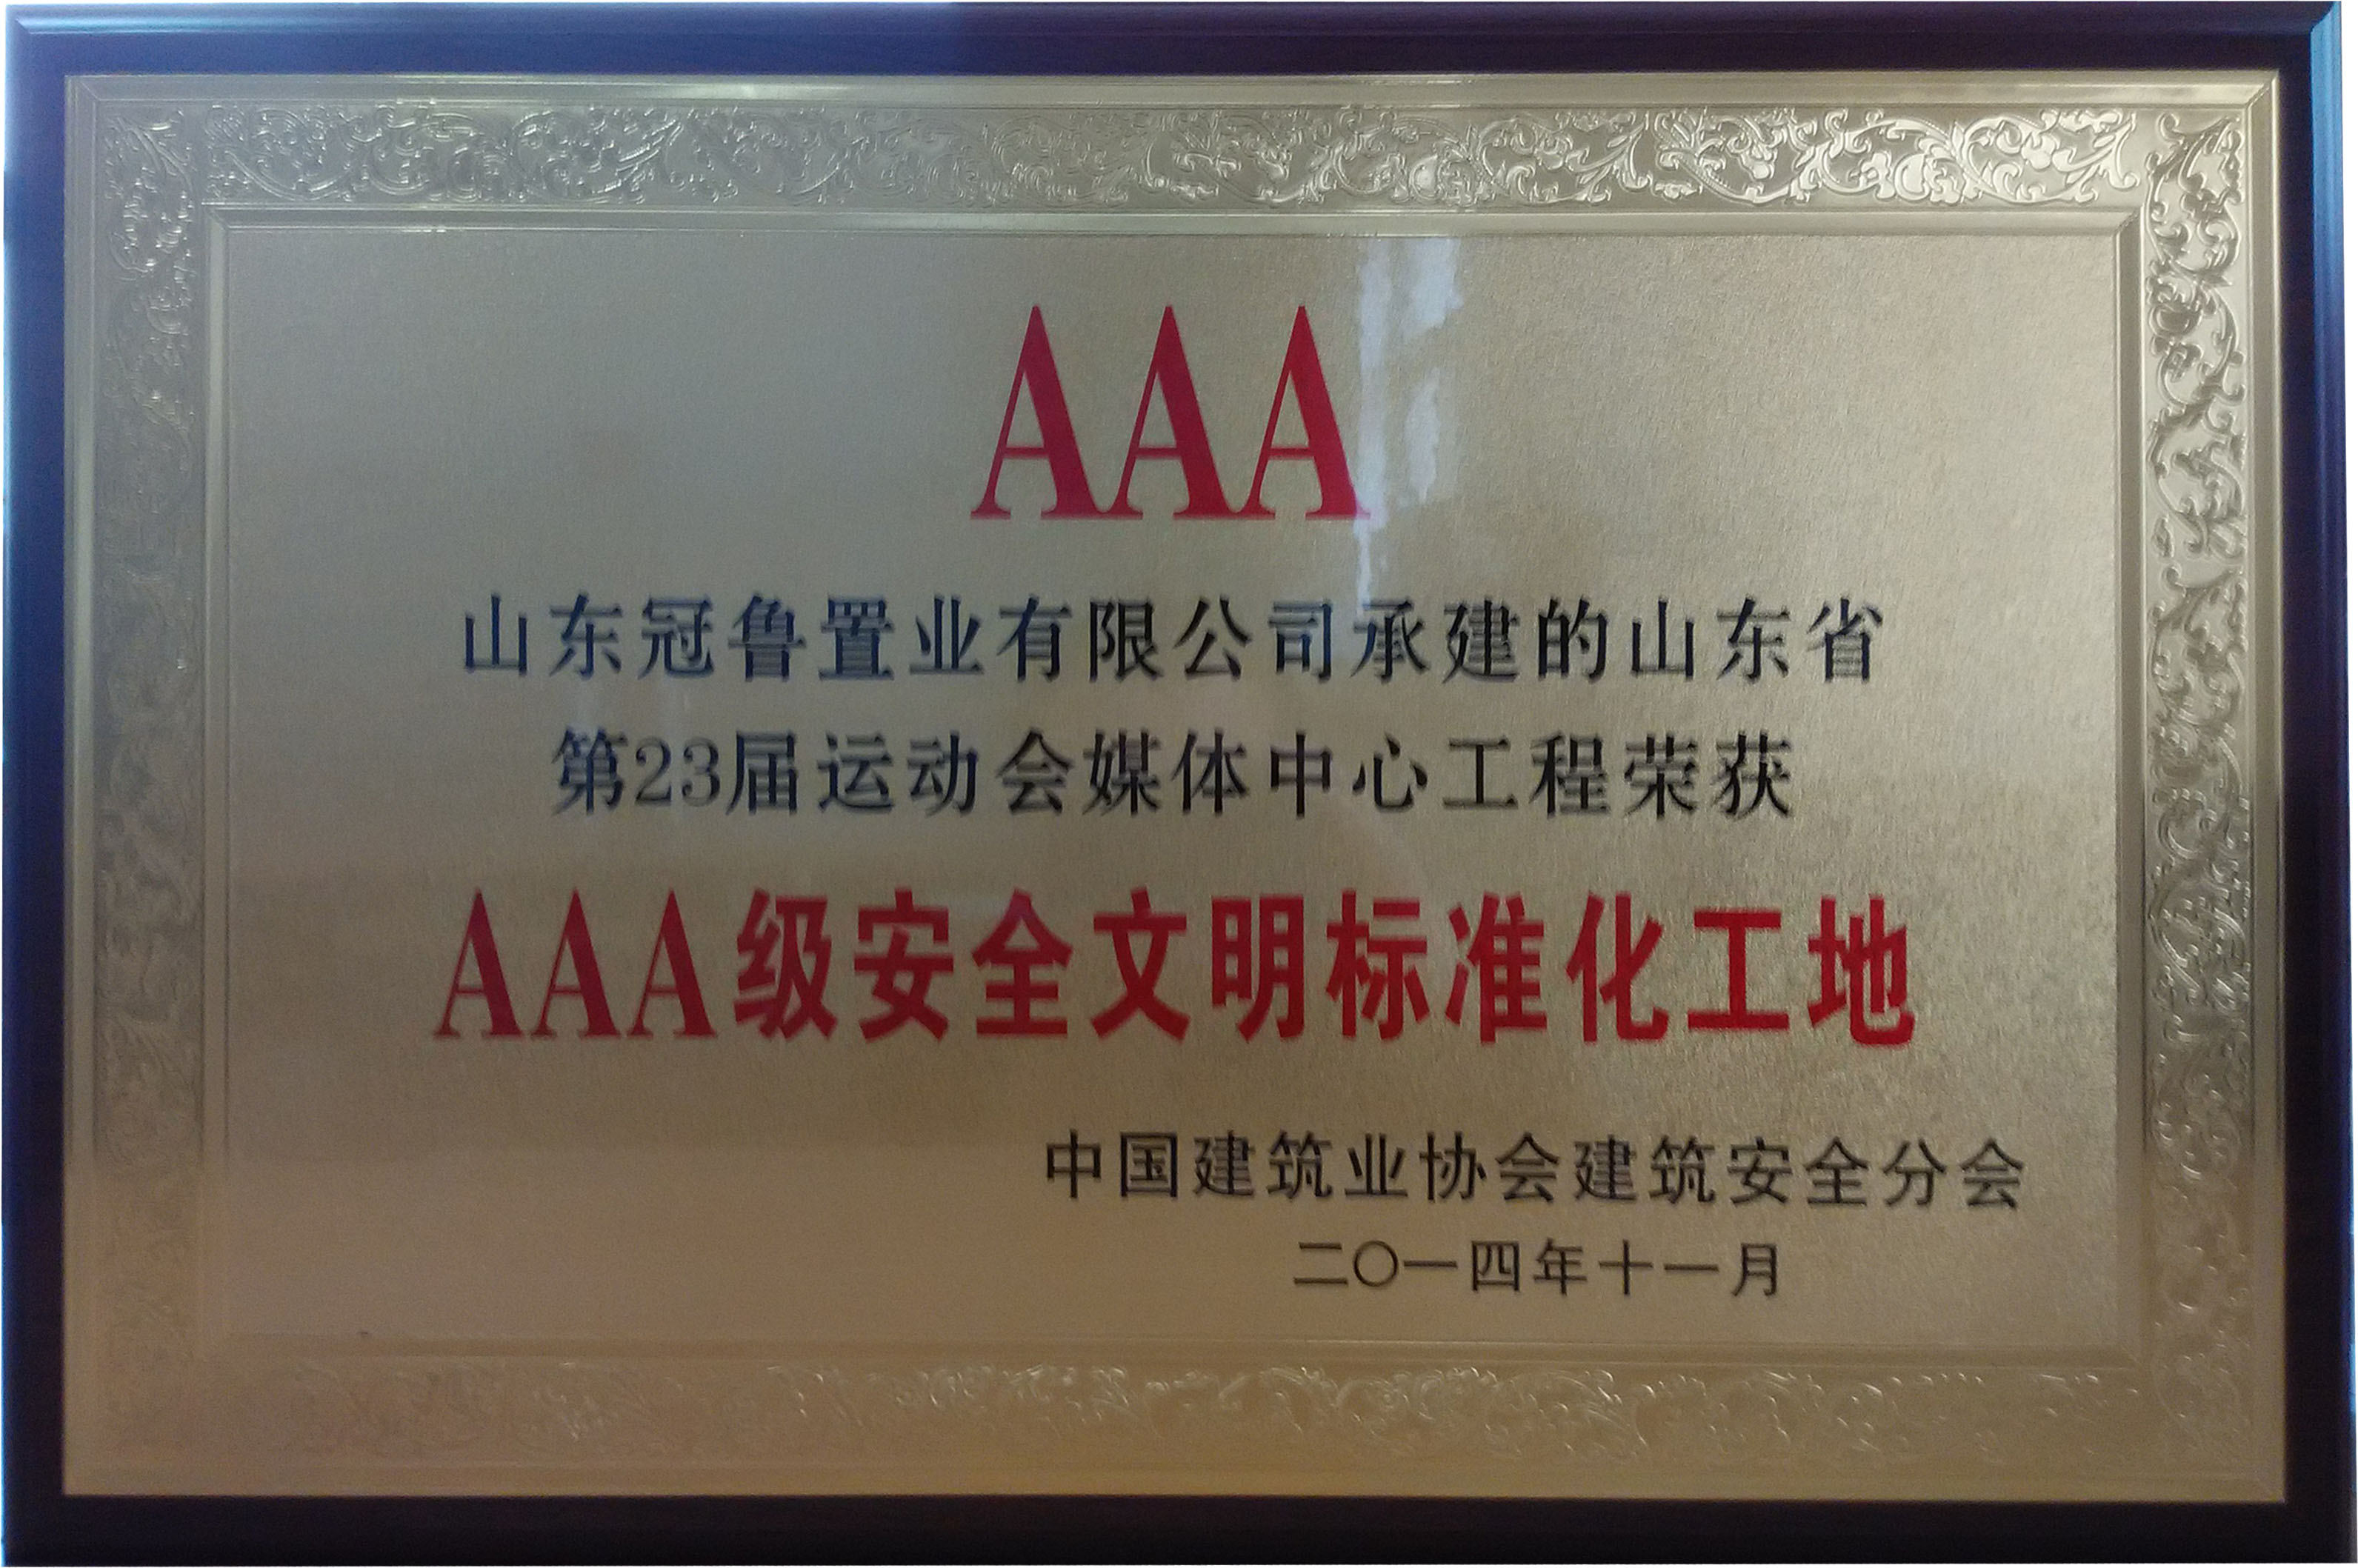 AAA
山东冠鲁置业有限公司承建的山东省
第23届运动会媒体中心工程荣获
AAA级安全文明标准化工地
中国建筑业协会建筑安全分会
二〇一四年十一月